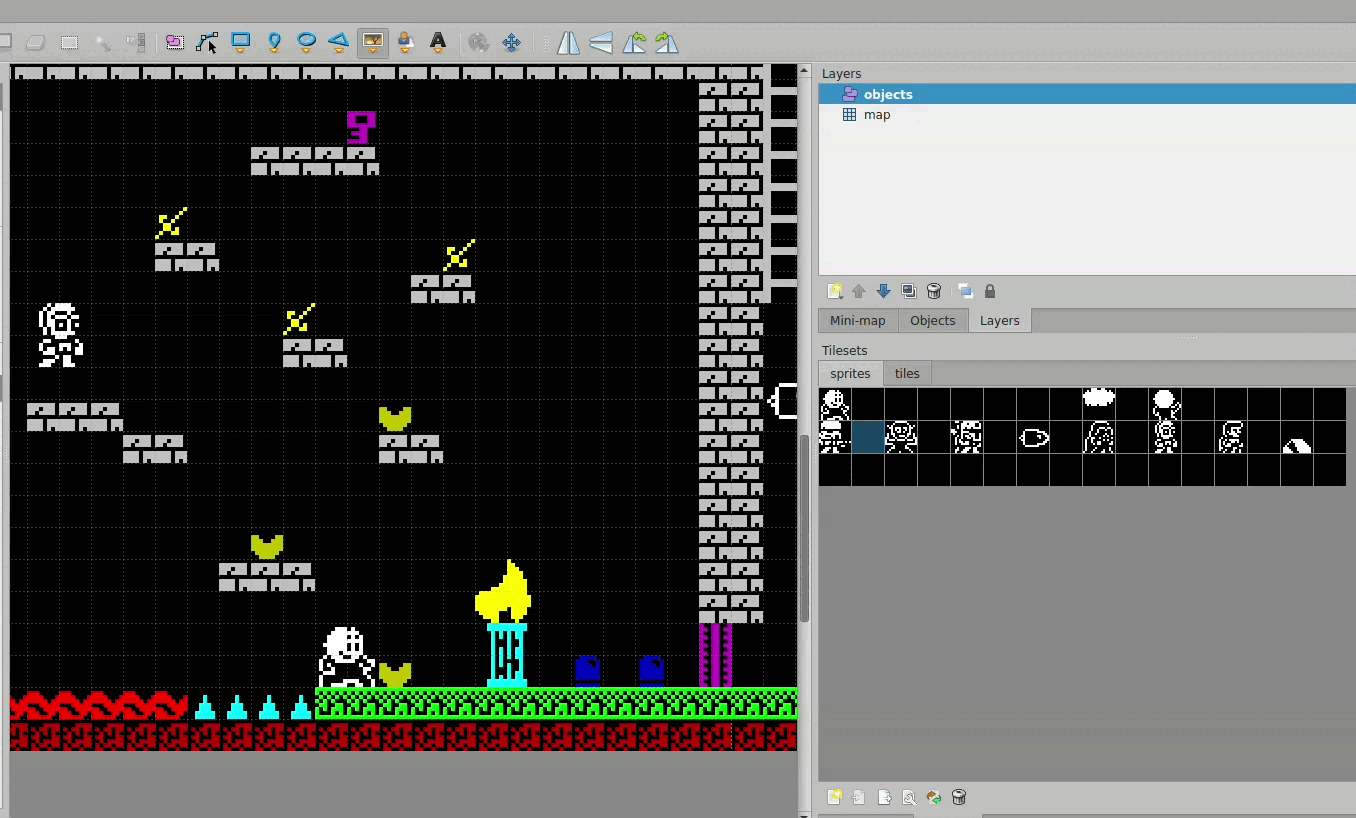 Layers
objects
map
Mini-map Objects Layers
Tilesets
sprites tiles